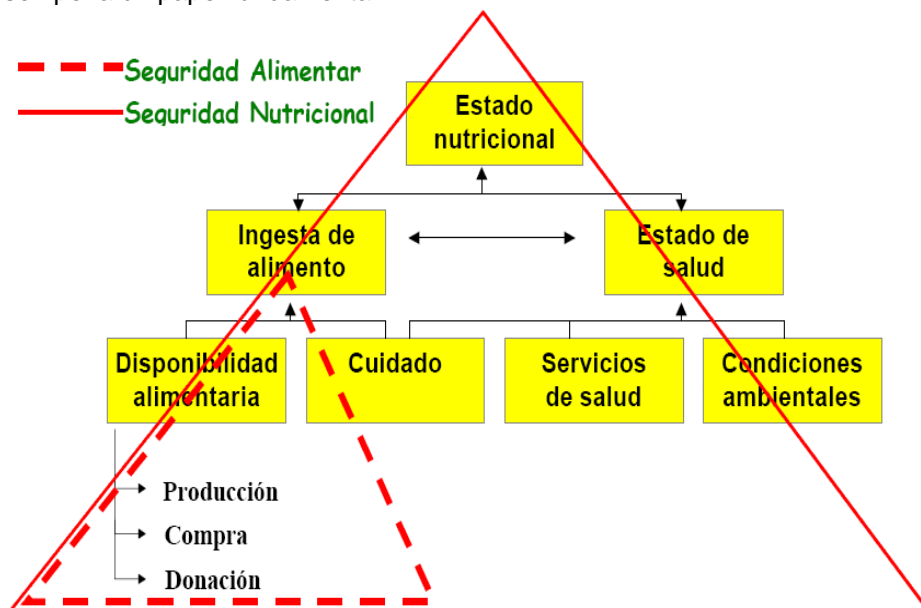 Seguridad Alimentar
Seguridad Nutricional
Estado
nutricional
Ingesta de
alimento
Estado de
salud
Disponibilidad
alimentaria
Cuidado
Servicios
de salud
Condiciones
ambientales
Producción
Compra
Donación